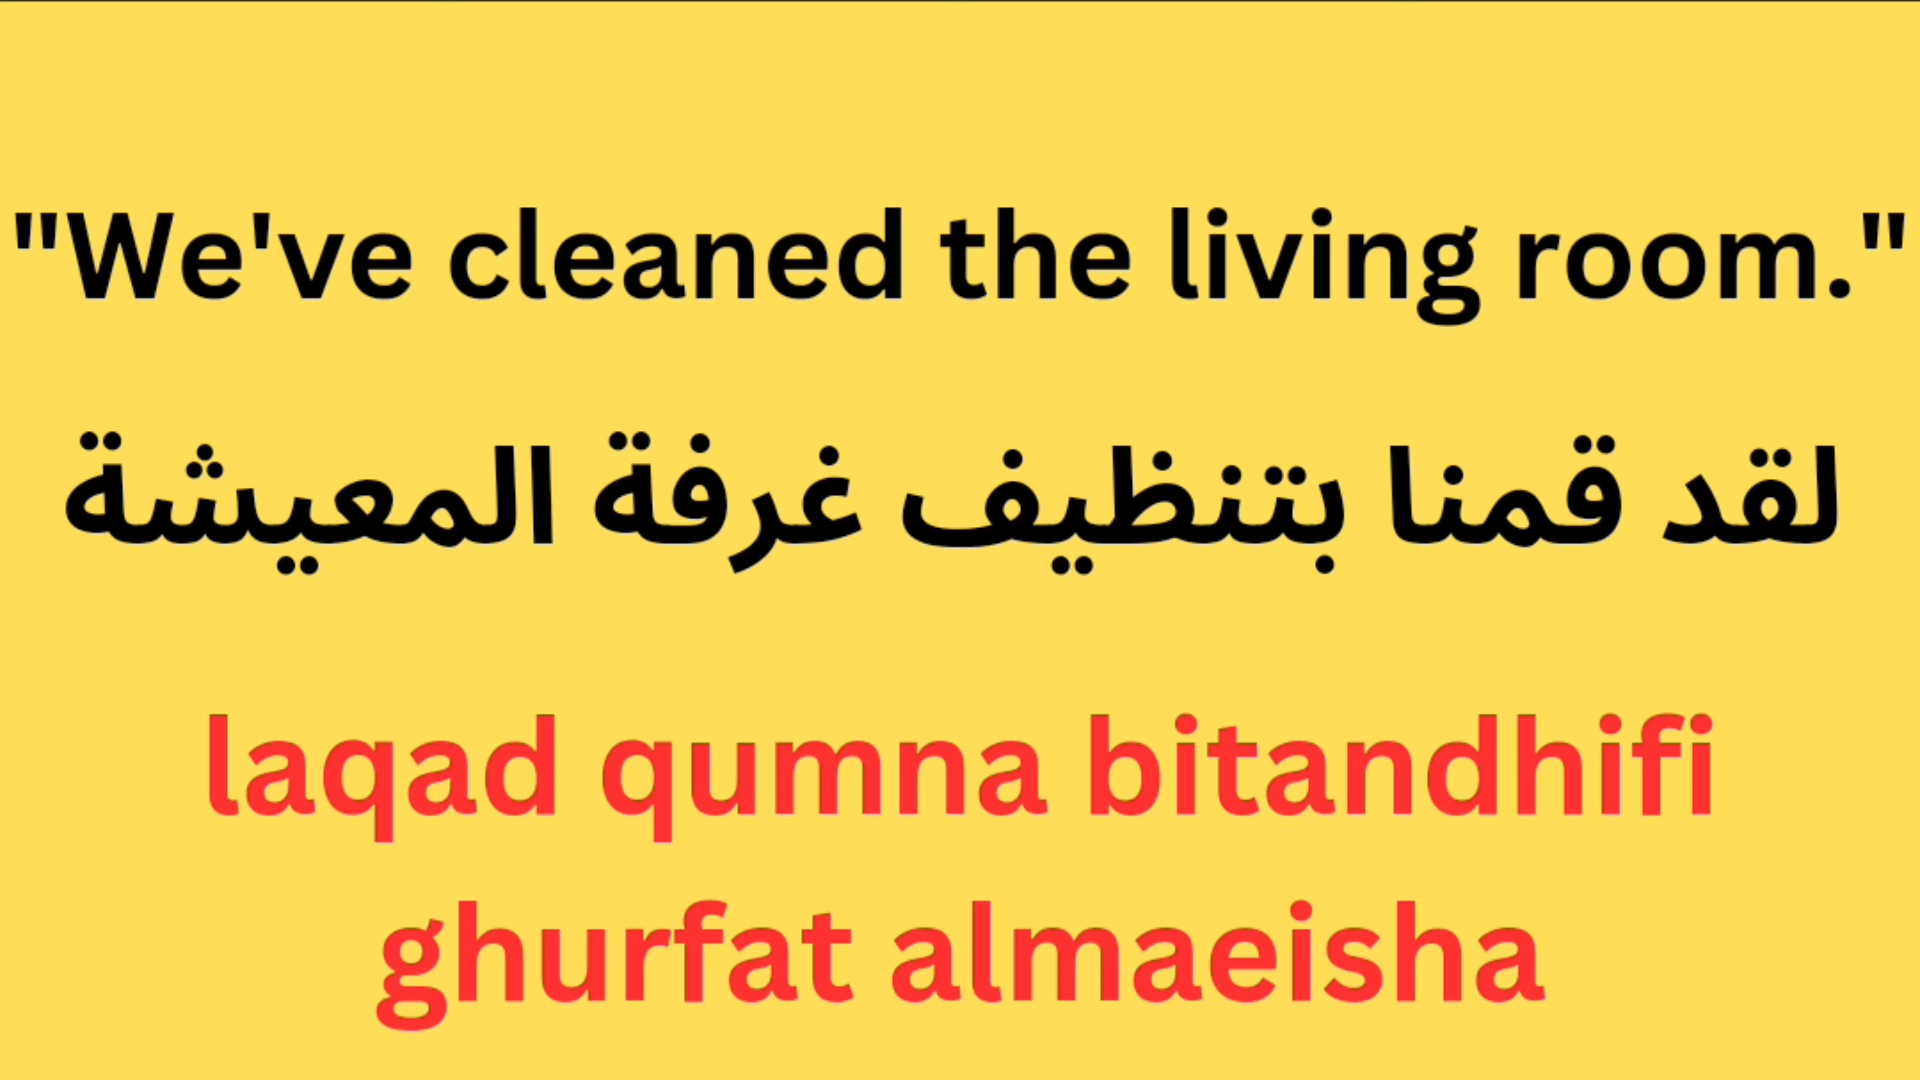 "We've cleaned the living room."
لقد قمنا بتنظيف غرفة المعيشة
laqad qumna bitandhifi
ghurfat almaeisha